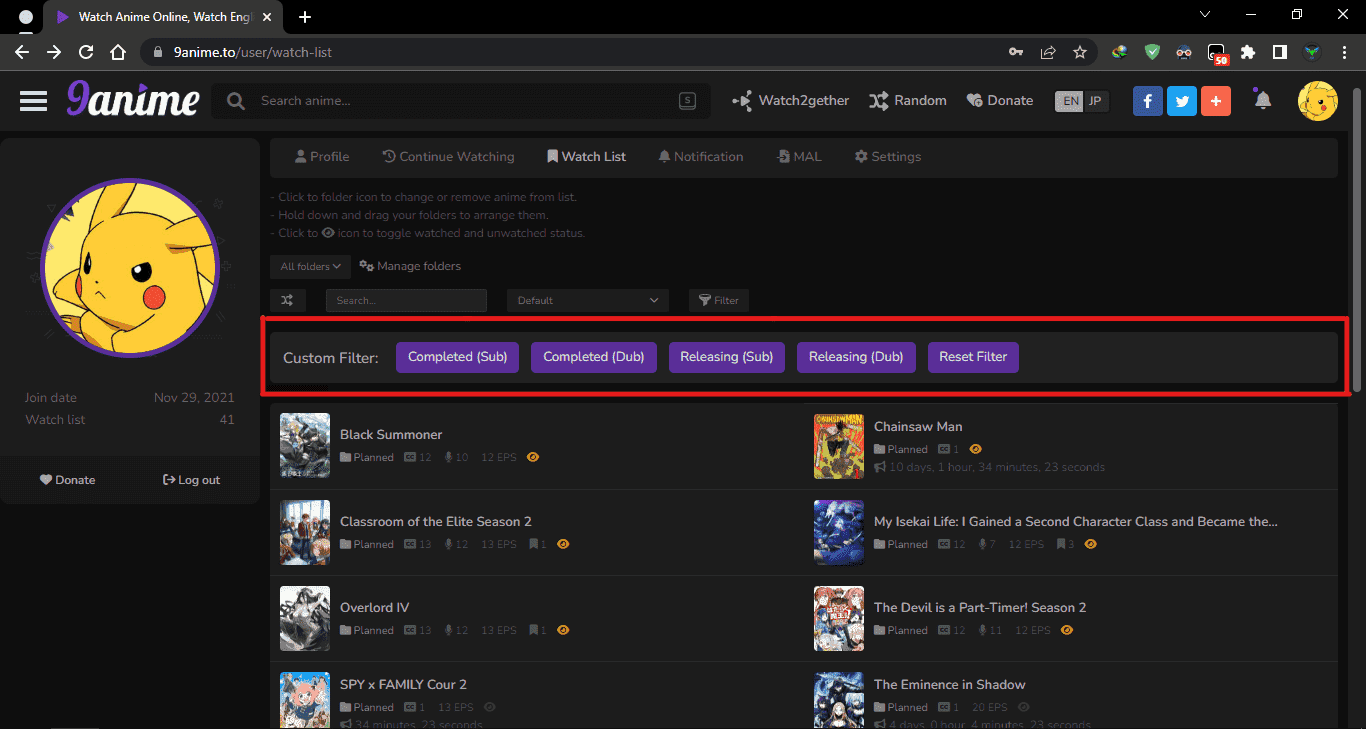 Watch Anime Online, Watch Engl
9anime.to/user/watch-list
50
9anime
Search anime...
S
Watch2gether
Random
Donate
EN JP
Profile
Continue Watching
Watch List
Notification
MAL
Settings
- Click to folder icon to change or remove anime from list.
- Hold down and drag your folders to arrange them.
- Click to icon to toggle watched and unwatched status.
All folders
Manage folders
Search...
Default
Filter
Custom Filter:
Completed (Sub)
Completed (Dub)
Releasing (Sub)
Releasing (Dub)
Reset Filter
Join date Nov 29, 2021
Watch list 41
Donate
Log out
Black Summoner
Planned CC 12 10 12 EPS
Chainsaw Man
Planned CC 1
10 days, 1 hour, 34 minutes, 23 seconds
Classroom of the Elite Season 2
Planned CC 13 12 13 EPS 1
My Isekai Life: I Gained a Second Character Class and Became the...
Planned CC 12 7 12 EPS 3
Overlord IV
Planned CC 13 12 13 EPS 1
The Devil is a Part-Timer! Season 2
Planned CC 12 11 12 EPS
SPY x FAMILY Cour 2
Planned CC 1 13 EPS
34 minutes, 23 seconds
The Eminence in Shadow
Planned CC 1 20 EPS
4 days, 0 hour, 4 minutes, 23 seconds